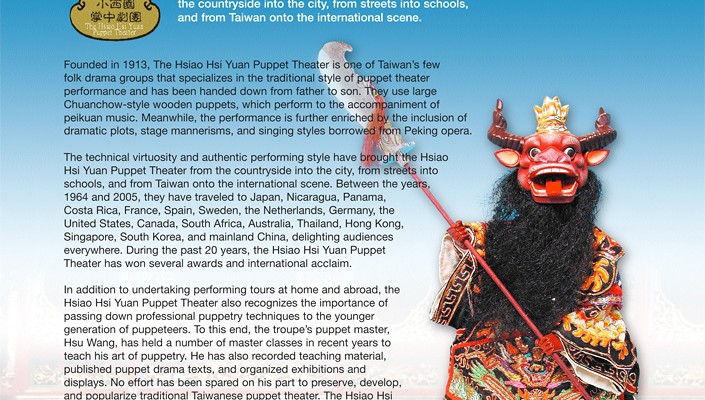 小西園
掌中劇團
The Hsiao Hsi Yuan
Puppet Theater
the countryside into the city, from streets into schools,
and from Taiwan onto the international scene.
Founded in 1913, The Hsiao Hsi Yuan Puppet Theater is one of Taiwan's few
folk drama groups that specializes in the traditional style of puppet theater
performance and has been handed down from father to son. They use large
Chuanchow-style wooden puppets, which perform to the accompaniment of
peikuan music. Meanwhile, the performance is further enriched by the inclusion of
dramatic plots, stage mannerisms, and singing styles borrowed from Peking opera.
The technical virtuosity and authentic performing style have brought the Hsiao
Hsi Yuan Puppet Theater from the countryside into the city, from streets into
schools, and from Taiwan onto the international scene. Between the years,
1964 and 2005, they have traveled to Japan, Nicaragua, Panama,
Costa Rica, France, Spain, Sweden, the Netherlands, Germany, the
United States, Canada, South Africa, Australia, Thailand, Hong Kong,
Singapore, South Korea, and mainland China, delighting audiences
everywhere. During the past 20 years, the Hsiao Hsi Yuan Puppet
Theater has won several awards and international acclaim.
In addition to undertaking performing tours at home and abroad, the
Hsiao Hsi Yuan Puppet Theater also recognizes the importance of
passing down professional puppetry techniques to the younger
generation of puppeteers. To this end, the troupe's puppet master,
Hsu Wang, has held a number of master classes in recent years to
teach his art of puppetry. He has also recorded teaching material,
published puppet drama texts, and organized exhibitions and
displays. No effort has been spared on his part to preserve, develop,
and popularize traditional Taiwanese puppet theater. The Hsiao Hsi